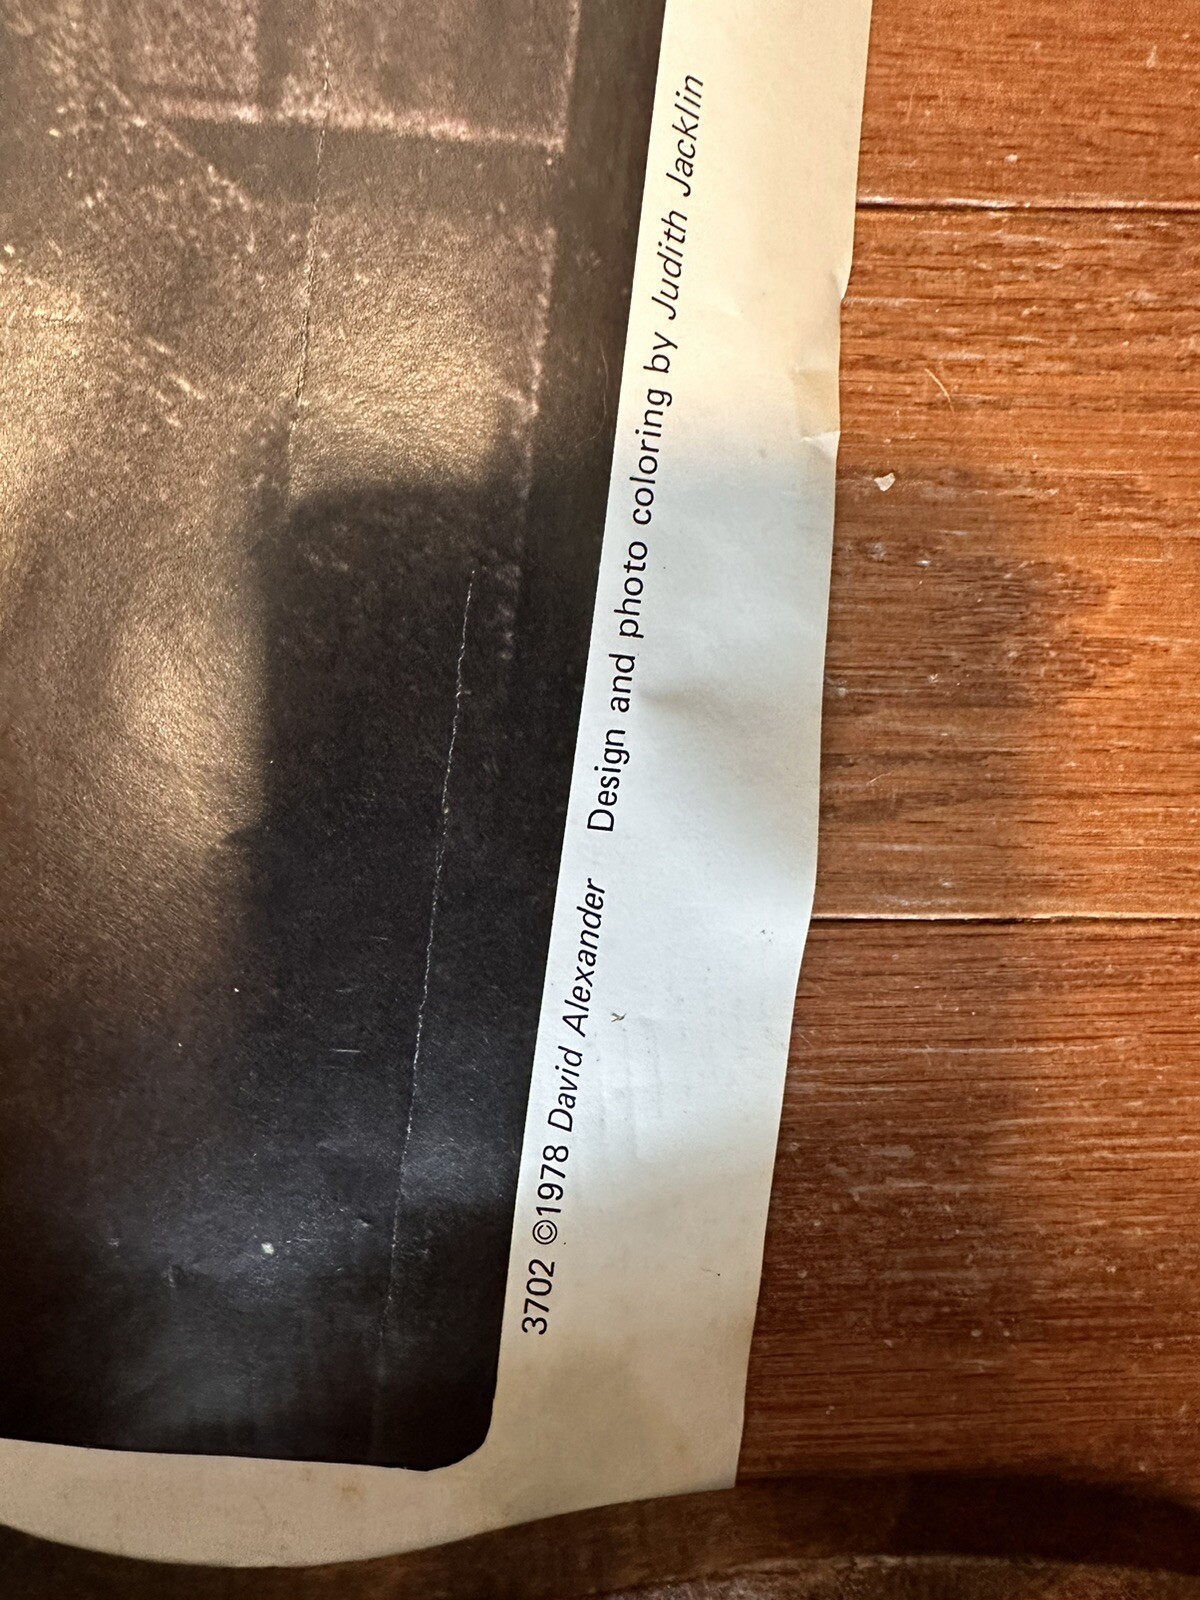 3702 ©1978 David Alexander Design and photo coloring by Judith Jacklin